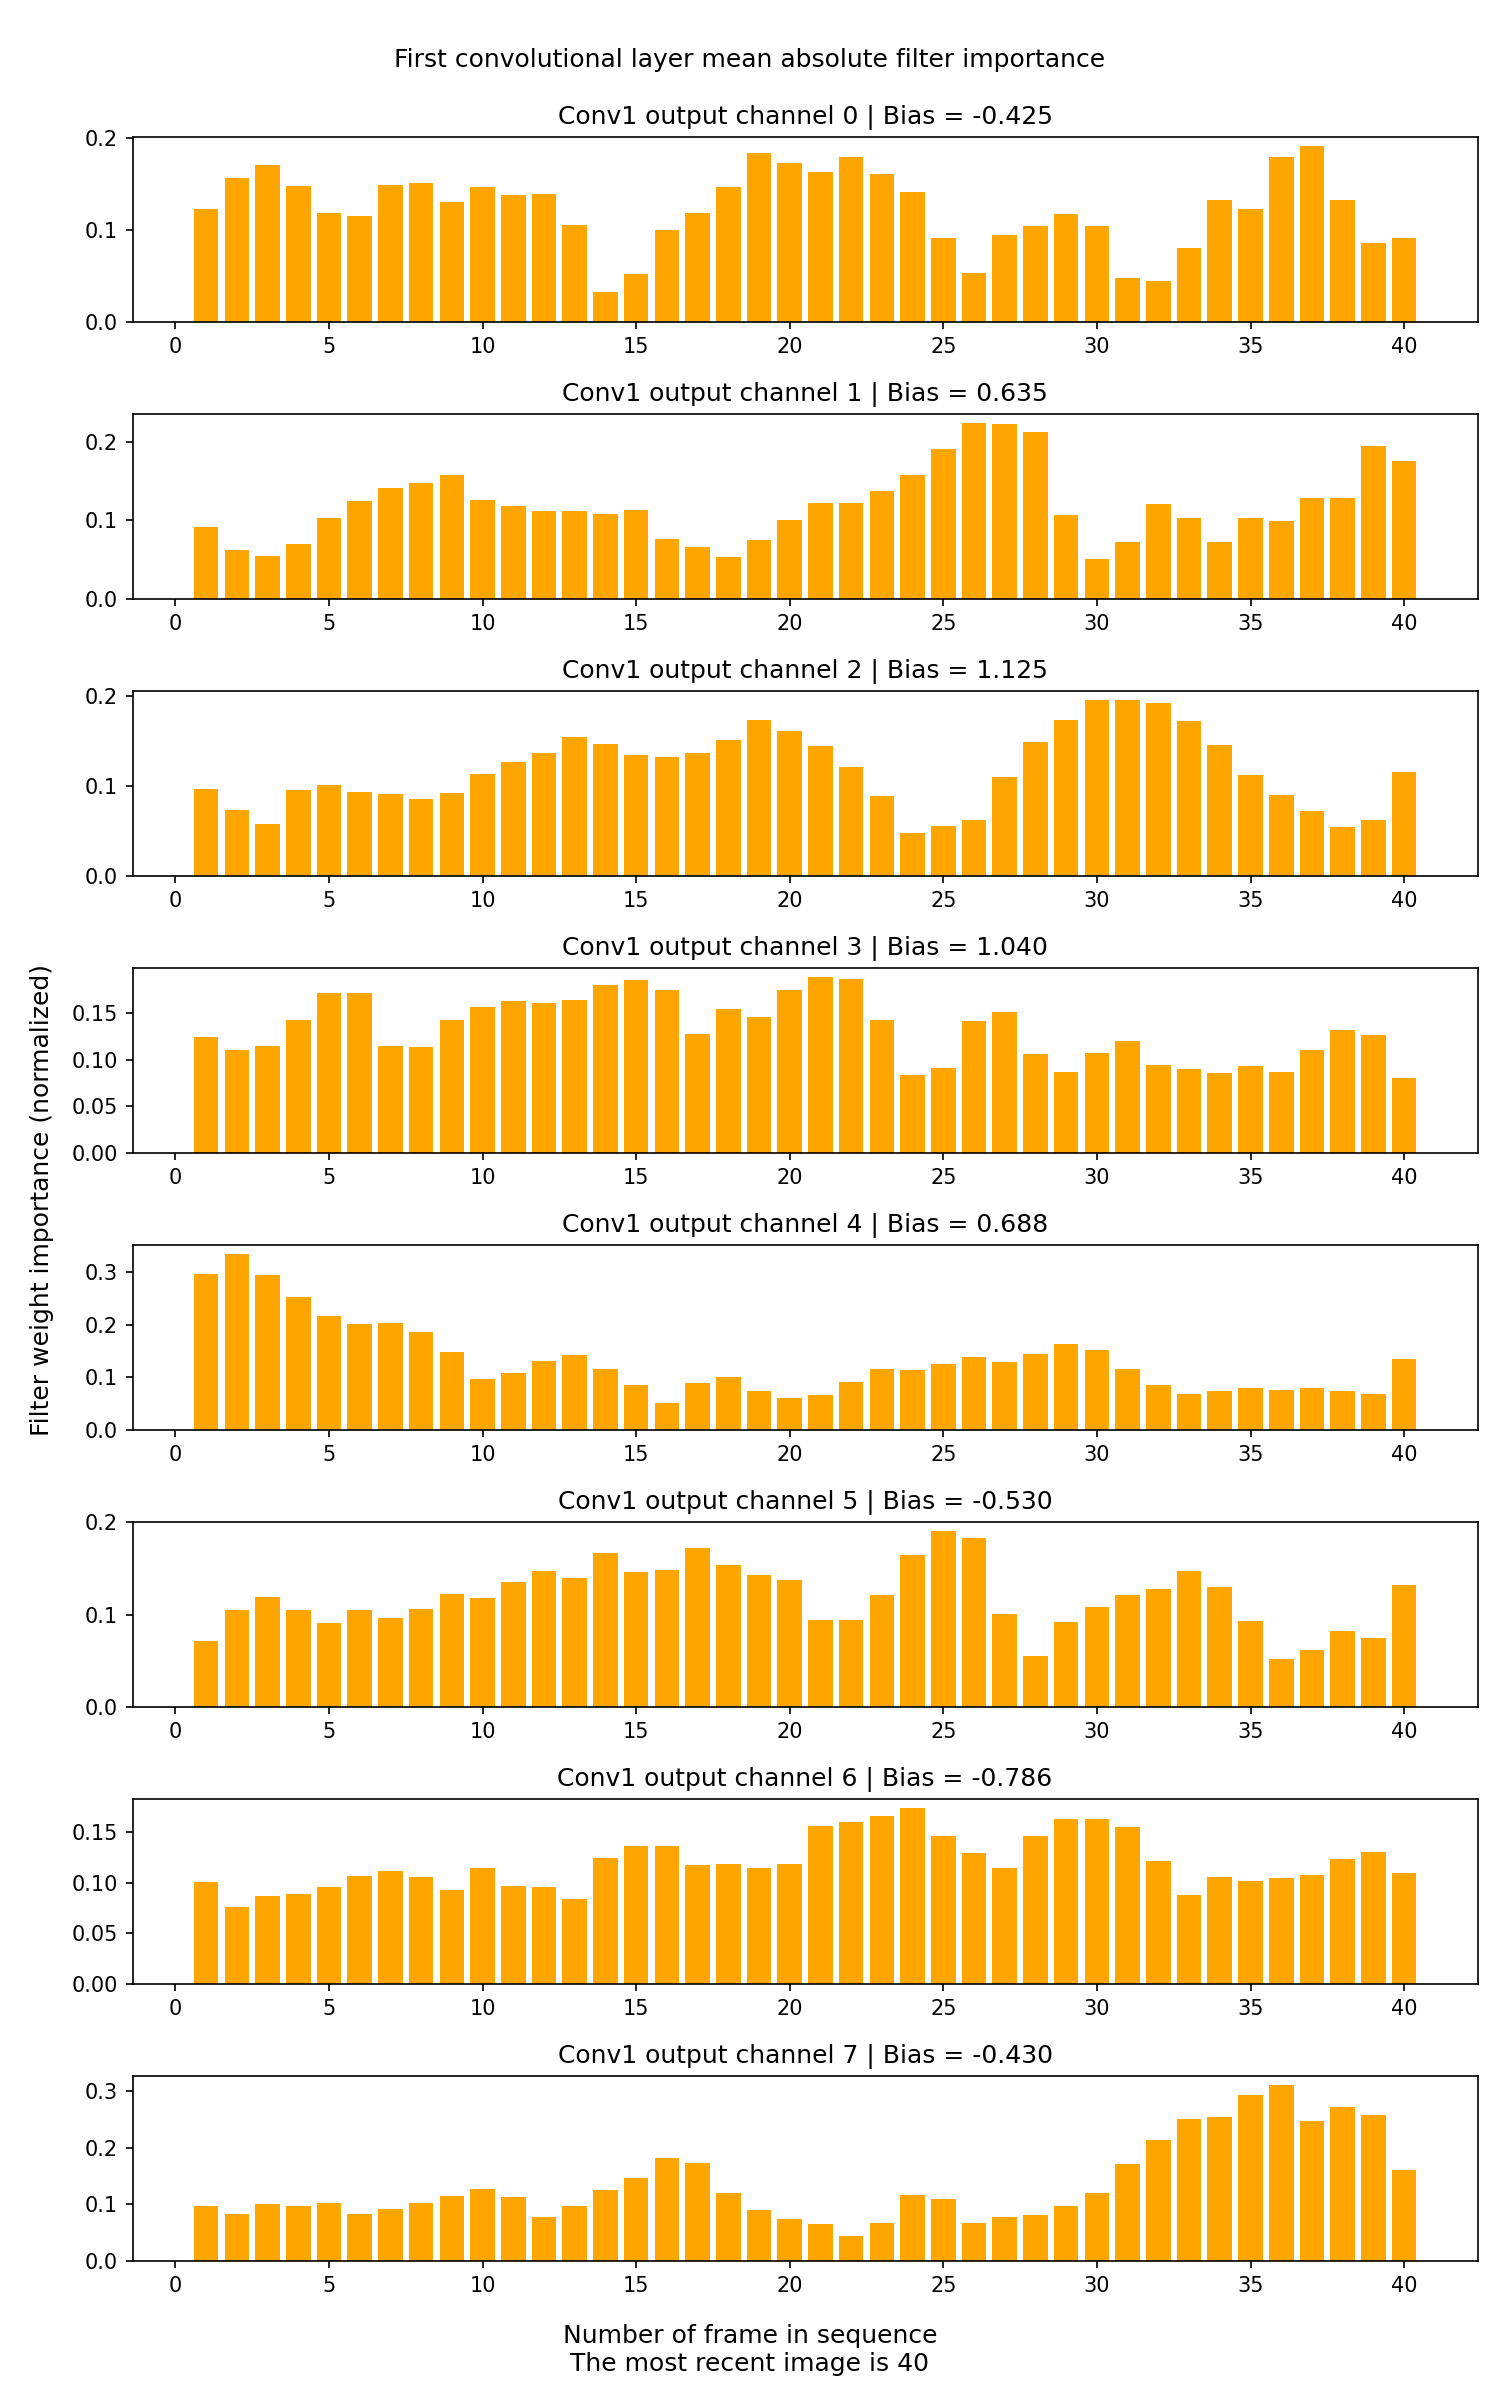 First convolutional layer mean absolute filter importance
Conv1 output channel 0 | Bias = -0.425
0.2
0.1
0.0
0 5 10 15 20 25 30 35 40
Conv1 output channel 1 | Bias = 0.635
0.2
0.1
0.0
0 5 10 15 20 25 30 35 40
Conv1 output channel 2 | Bias = 1.125
0.2
0.1
0.0
0 5 10 15 20 25 30 35 40
Conv1 output channel 3 | Bias = 1.040
0.15
0.10
0.05
0.00
0 5 10 15 20 25 30 35 40
Filter weight importance (normalized)
Conv1 output channel 4 | Bias = 0.688
0.3
0.2
0.1
0.0
0 5 10 15 20 25 30 35 40
Conv1 output channel 5 | Bias = -0.530
0.2
0.1
0.0
0 5 10 15 20 25 30 35 40
Conv1 output channel 6 | Bias = -0.786
0.15
0.10
0.05
0.00
0 5 10 15 20 25 30 35 40
Conv1 output channel 7 | Bias = -0.430
0.3
0.2
0.1
0.0
0 5 10 15 20 25 30 35 40
Number of frame in sequence
The most recent image is 40